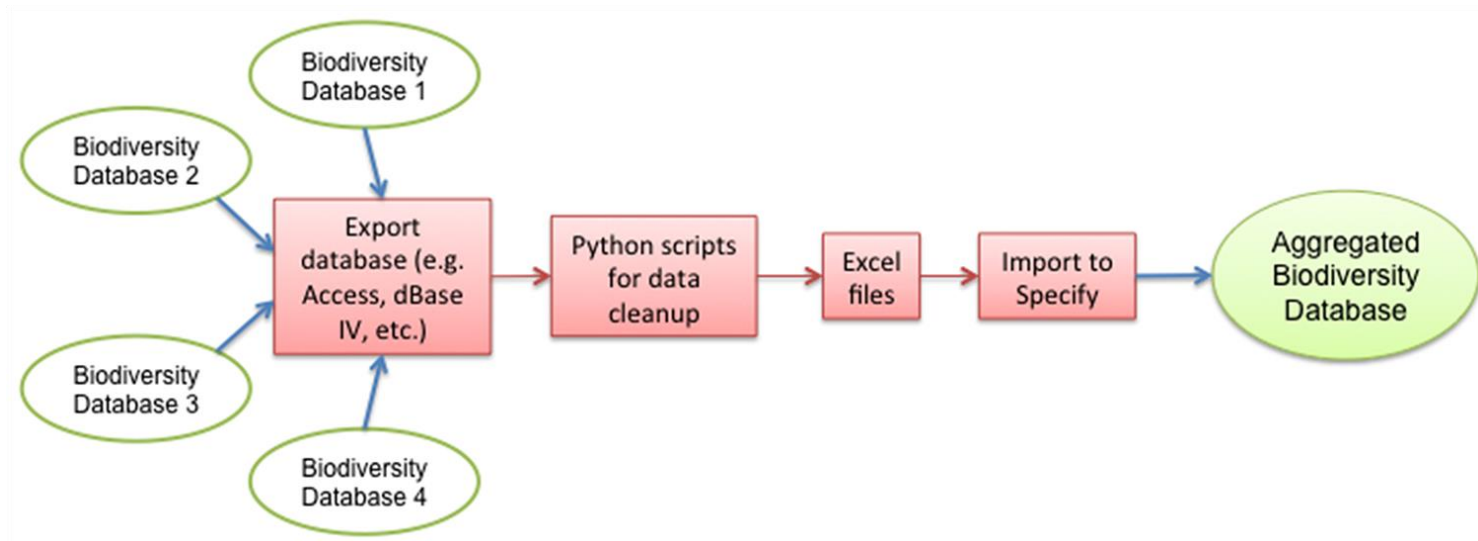 Biodiversity
Database 1
Biodiversity
Database 2
Export
database (e.g.
Access, dBase
IV, etc.)
Python scripts
for data
cleanup
Excel
files
Import to
Specify
Aggregated
Biodiversity
Database
Biodiversity
Database 3
Biodiversity
Database 4